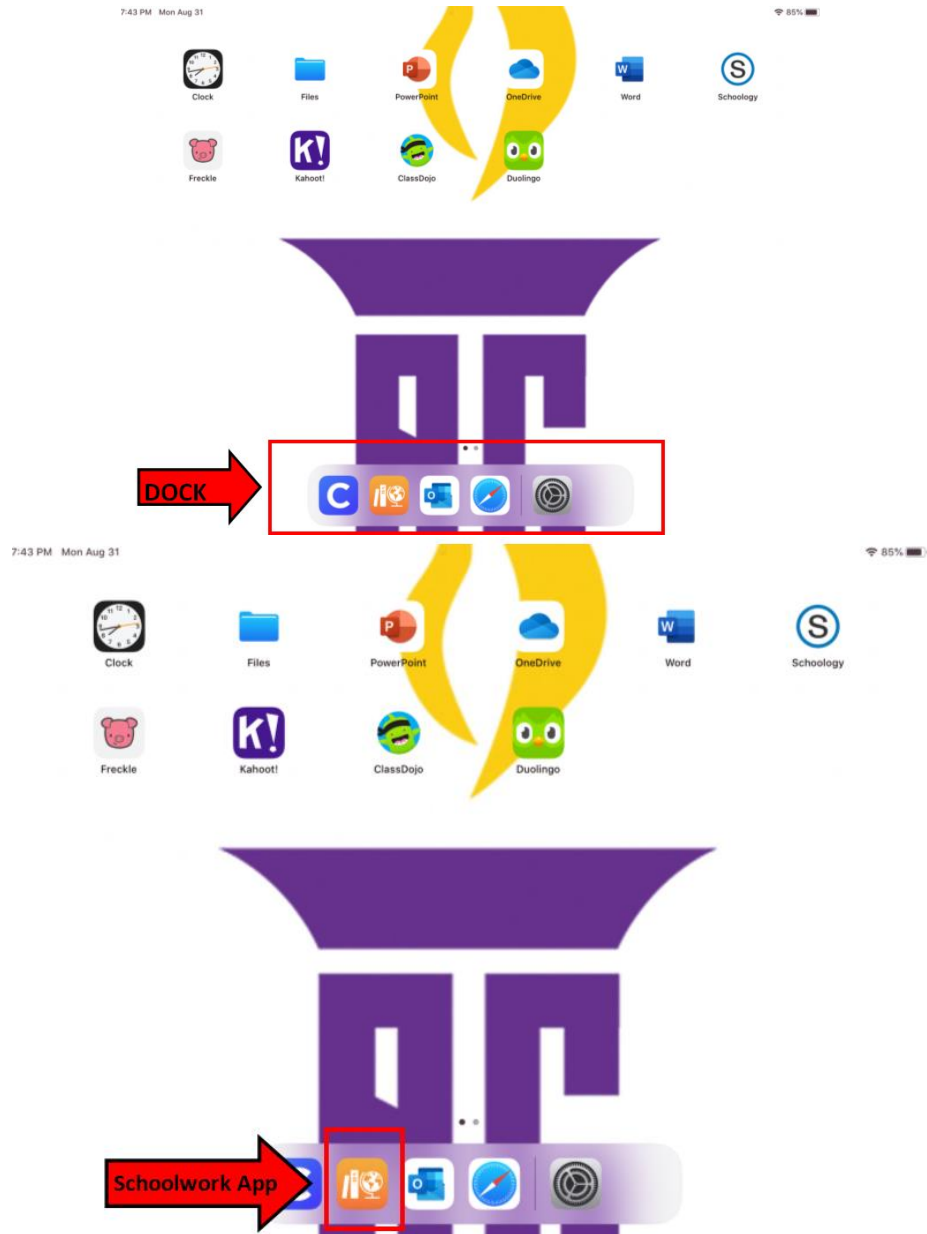 7:43 PM Mon Aug 31 85%
Clock Files PowerPoint OneDrive Word Schoology
Freckle Kahoot! ClassDojo Duolingo
DOCK
7:43 PM Mon Aug 31 85%
Clock Files PowerPoint OneDrive Word Schoology
Freckle Kahoot! ClassDojo Duolingo
Schoolwork App